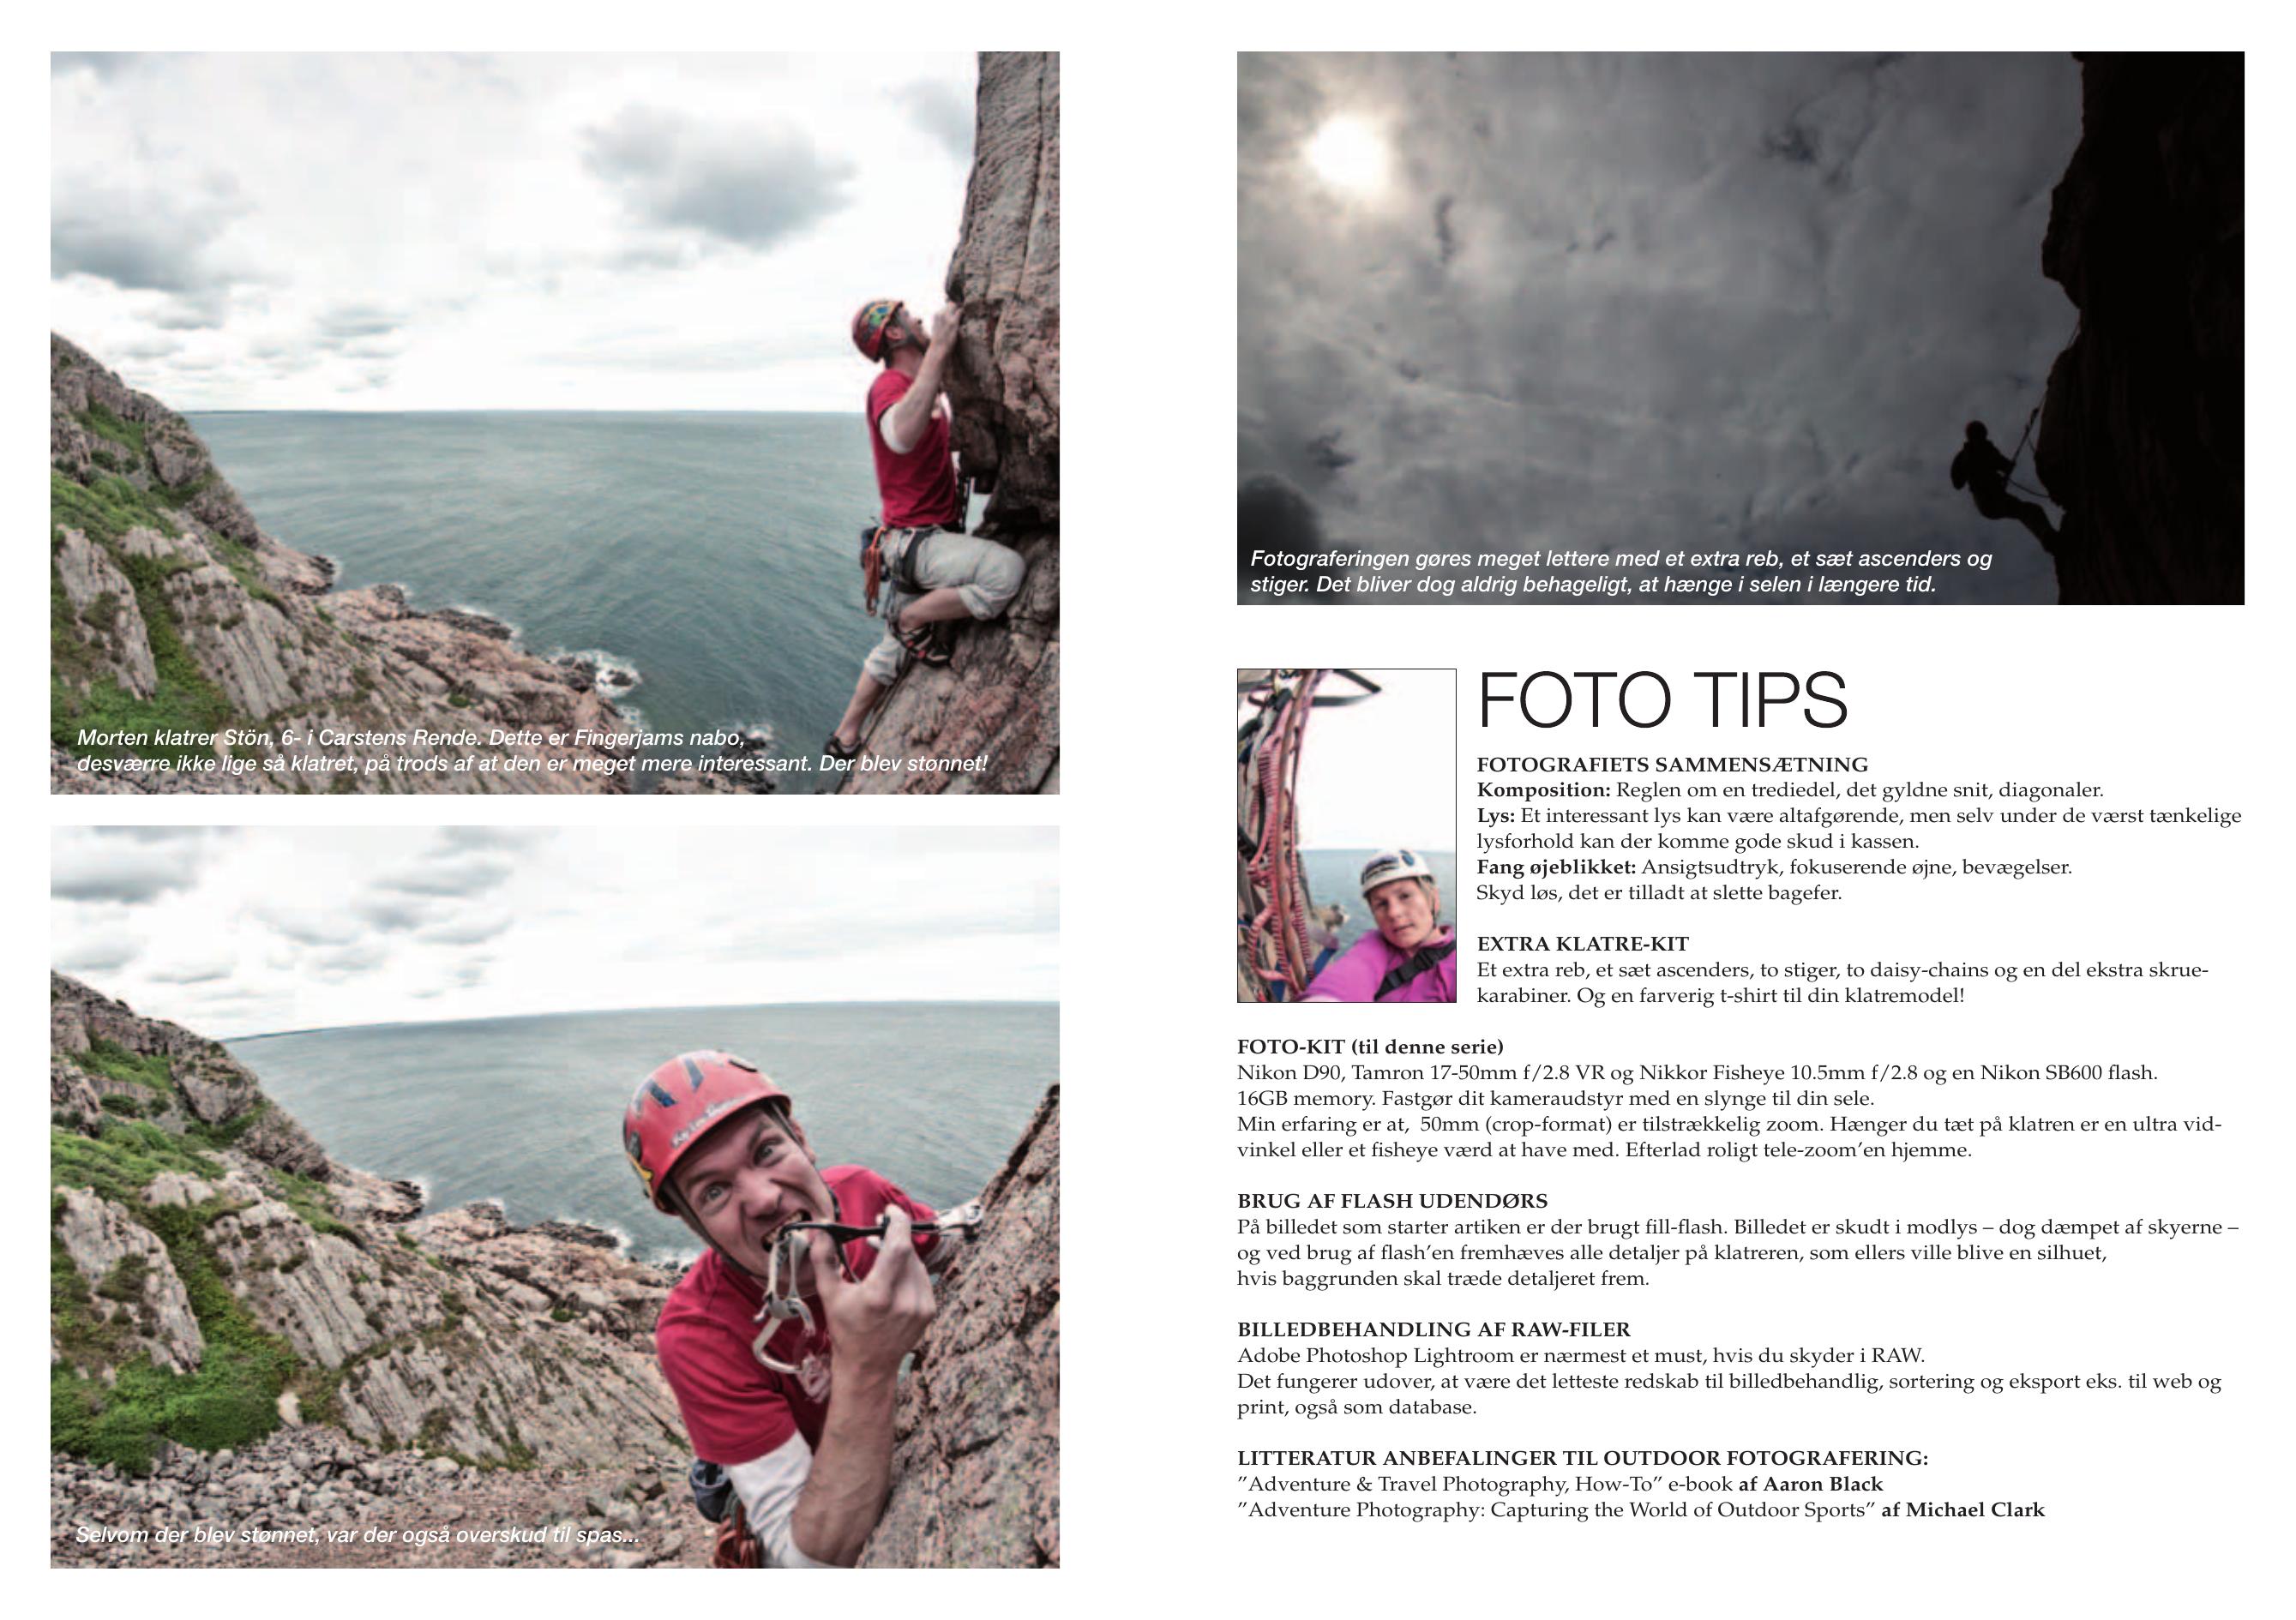 Morten klatrer Stön, 6- i Carstens Rende. Dette er Fingerjams nabo,
desværre ikke lige så klatret, på trods af at den er meget mere interessant. Der blev stønnet!
Selvom der blev stønnet, var der også overskud til spas...
Fotograferingen gøres meget lettere med et extra reb, et sæt ascenders og
stiger. Det bliver dog aldrig behageligt, at hænge i selen i længere tid.
FOTO TIPS
FOTOGRAFIETS SAMMENSÆTNING
Komposition: Reglen om en trediedel, det gyldne snit, diagonaler.
Lys: Et interessant lys kan være altafgørende, men selv under de værst tænkelige
lysforhold kan der komme gode skud i kassen.
Fang øjeblikket: Ansigtsudtryk, fokuserende øjne, bevægelser.
Skyd løs, det er tilladt at slette bagefer.
EXTRA KLATRE-KIT
Et extra reb, et sæt ascenders, to stiger, to daisy-chains og en del ekstra skrue-
karabiner. Og en farverig t-shirt til din klatremodel!
FOTO-KIT (til denne serie)
Nikon D90, Tamron 17-50mm f/2.8 VR og Nikkor Fisheye 10.5mm f/2.8 og en Nikon SB600 flash.
16GB memory. Fastgør dit kameraudstyr med en slynge til din sele.
Min erfaring er at,  50mm (crop-format) er tilstrækkelig zoom. Hænger du tæt på klatren er en ultra vid-
vinkel eller et fisheye værd at have med. Efterlad roligt tele-zoom’en hjemme.
BRUG AF FLASH UDENDØRS
På billedet som starter artiken er der brugt fill-flash. Billedet er skudt i modlys – dog dæmpet af skyerne –
og ved brug af flash’en fremhæves alle detaljer på klatreren, som ellers ville blive en silhuet,
hvis baggrunden skal træde detaljeret frem.
BILLEDBEHANDLING AF RAW-FILER
Adobe Photoshop Lightroom er nærmest et must, hvis du skyder i RAW.
Det fungerer udover, at være det letteste redskab til billedbehandlig, sortering og eksport eks. til web og
print, også som database.
LITTERATUR ANBEFALINGER TIL OUTDOOR FOTOGRAFERING:
”Adventure & Travel Photography, How-To” e-book af Aaron Black
”Adventure Photography: Capturing the World of Outdoor Sports” af Michael Clark